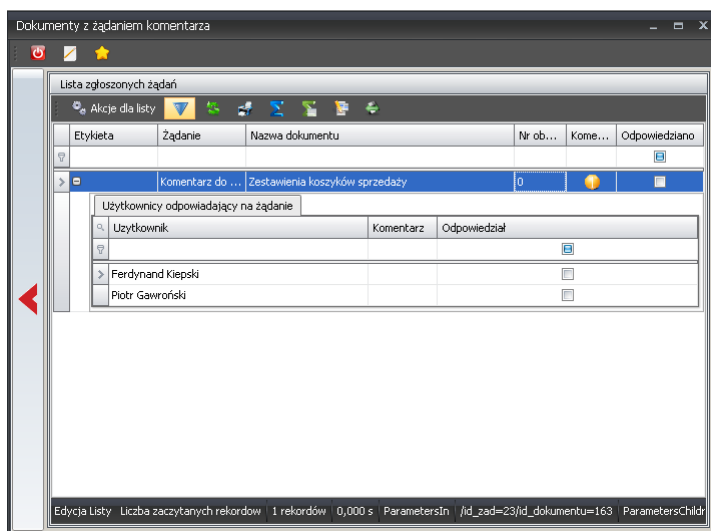 Dokumenty z żądaniem komentarza
Lista zgłoszonych żądań
Akcje dla listy
Etykieta Żądanie Nazwa dokumentu Nr ob... Kome... Odpowiedziano
Komentarz do ... Zestawienia koszyków sprzedaży 0
Użytkownicy odpowiadający na żądanie
Uzytkownik Komentarz Odpowiedział
Ferdynand Kiepski
Piotr Gawroński
Edycja Listy Liczba zaczytanych rekordow 1 rekordów 0,000 s ParametersIn /id_zad=23/id_dokumentu=163 ParametersChildr